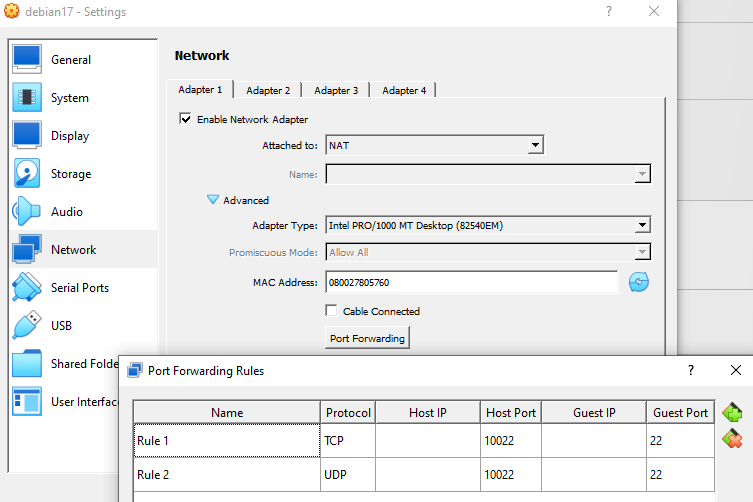 debian17 - Settings
?
General
System
Display
Storage
Audio
Network
Serial Ports
USB
Shared Folde
User Interface
Network
Adapter 1 Adapter 2 Adapter 3 Adapter 4
Enable Network Adapter
Attached to: NAT
Name:
Advanced
Adapter Type: Intel PRO/1000 MT Desktop (82540EM)
Promiscuous Mode: Allow All
MAC Address: 080027805760
Cable Connected
Port Forwarding
Port Forwarding Rules
?
Name Protocol Host IP Host Port Guest IP Guest Port
Rule 1 TCP 10022 22
Rule 2 UDP 10022 22